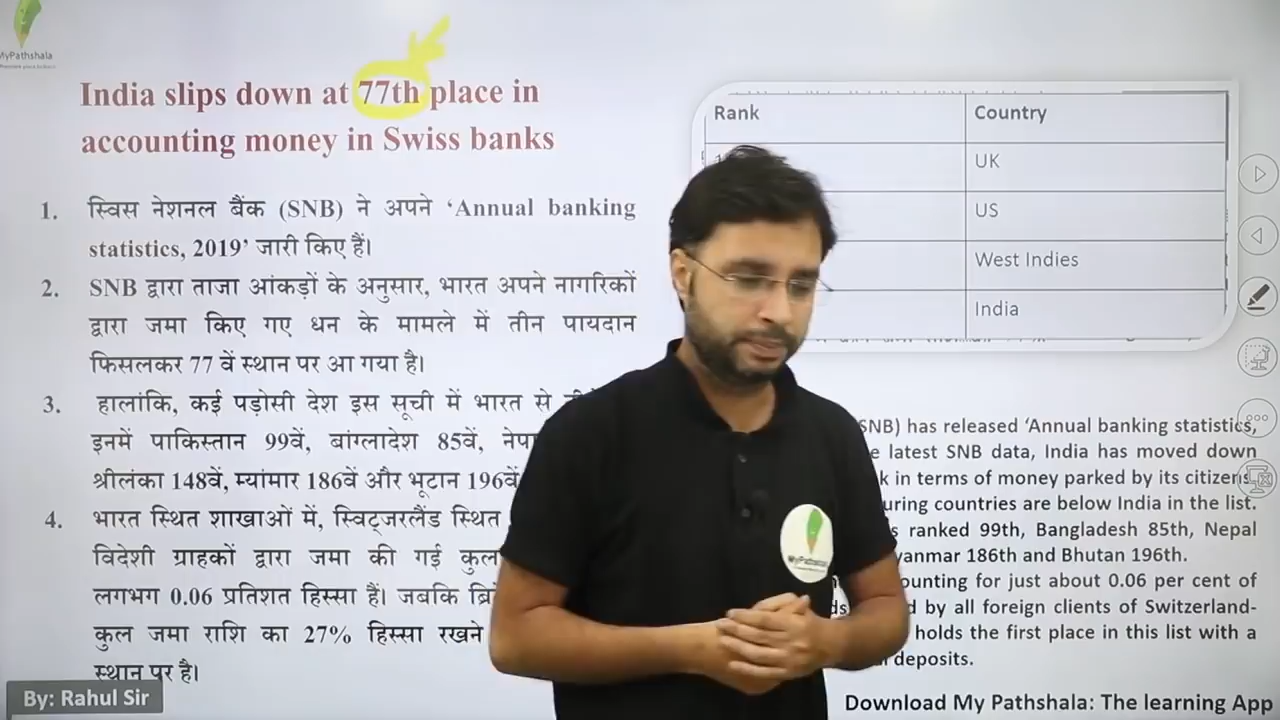 MyPathshala
India slips down at 77th place in
accounting money in Swiss banks
1. स्विस नेशनल बैंक (SNB) ने अपने ‘Annual banking
statistics, 2019’ जारी किए हैं।
2. SNB द्वारा ताजा आंकड़ों के अनुसार, भारत अपने नागरिकों
द्वारा जमा किए गए धन के मामले में तीन पायदान
फिसलकर 77 वें स्थान पर आ गया है।
3. हालांकि, कई पड़ोसी देश इस सूची में भारत से
इनमें पाकिस्तान 99वें, बांग्लादेश 85वें,
श्रीलंका 148वें, म्यांमार 186वें और भूटान 196वें
4. भारत स्थित शाखाओं में, स्विट्जरलैंड स्थित
विदेशी ग्राहकों द्वारा जमा की गई कुल
लगभग 0.06 प्रतिशत हिस्सा हैं। जबकि
कुल जमा राशि का 27% हिस्सा रखने
स्थान पर है।
By: Rahul Sir
Rank Country
UK
US
West Indies
India
SNB) has released ‘Annual banking statistics,
latest SNB data, India has moved down
in terms of money parked by its citizens
countries are below India in the list.
ranked 99th, Bangladesh 85th, Nepal
186th and Bhutan 196th.
for just about 0.06 per cent of
by all foreign clients of Switzerland-
holds the first place in this list with a
deposits.
MyPathshala
Download My Pathshala: The learning App